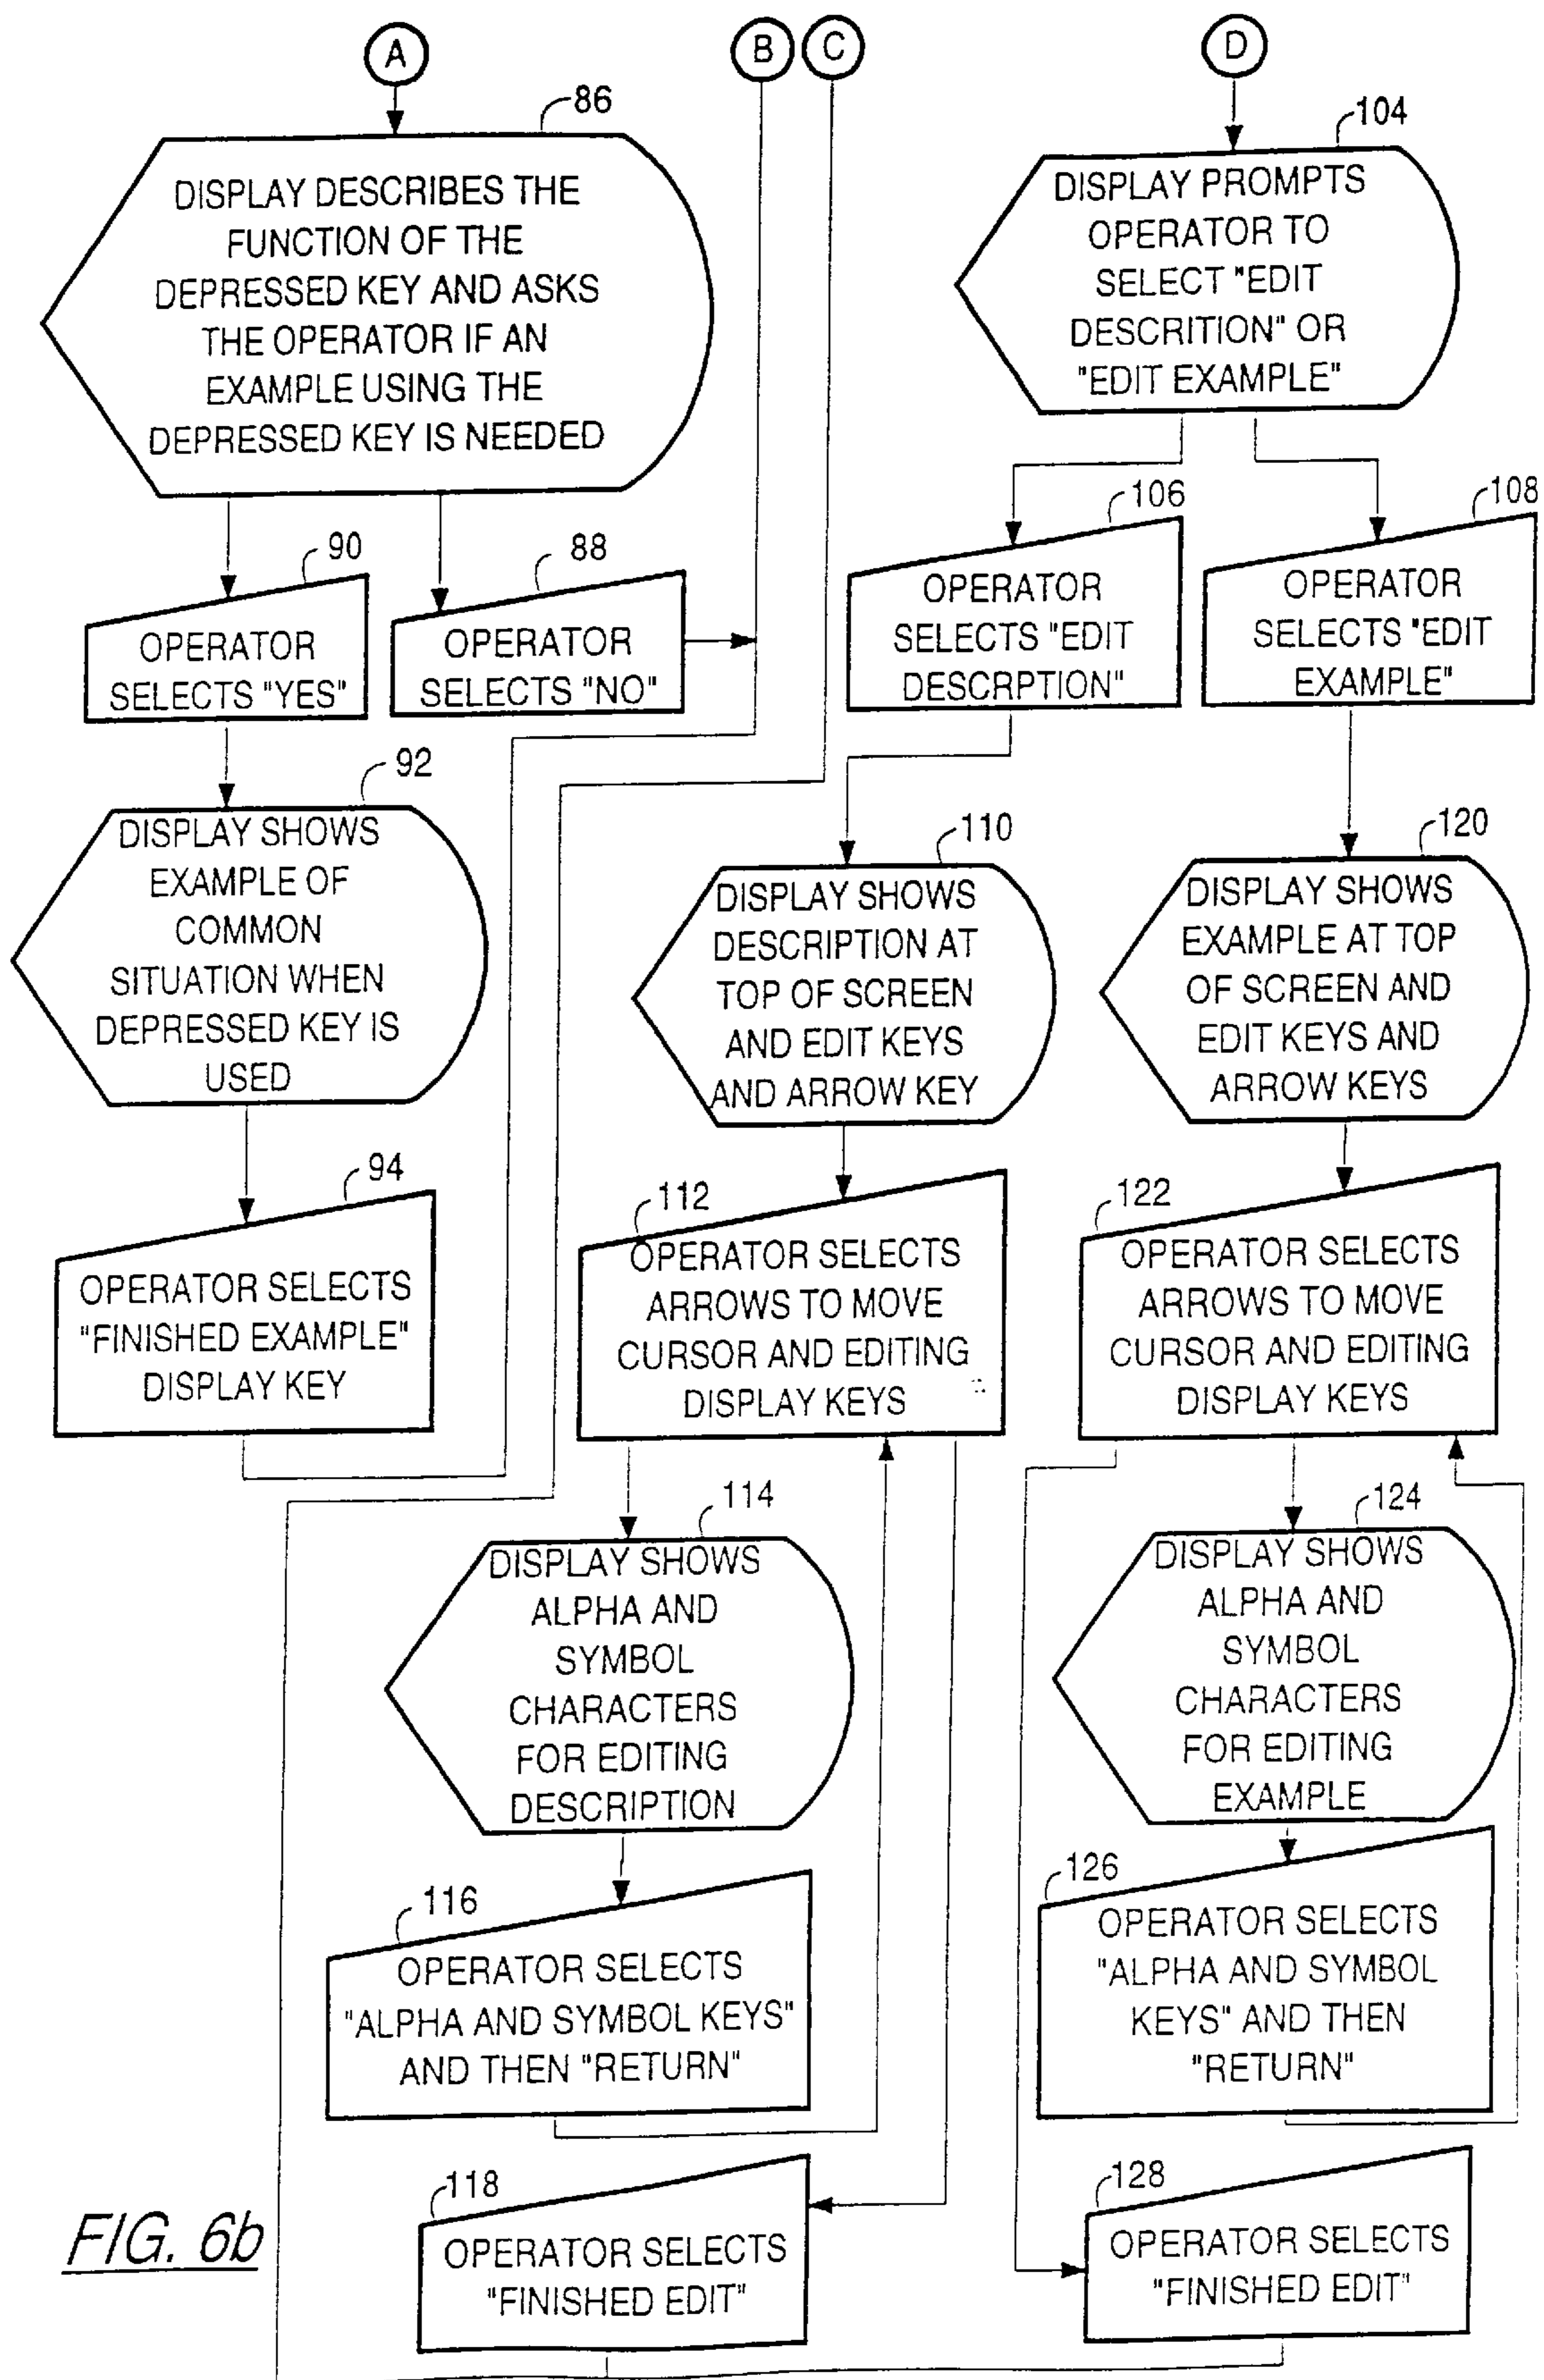 A
B
C
D
86
DISPLAY DESCRIBES THE
FUNCTION OF THE
DEPRESSED KEY AND ASKS
THE OPERATOR IF AN
EXAMPLE USING THE
DEPRESSED KEY IS NEEDED
104
DISPLAY PROMPTS
OPERATOR TO
SELECT "EDIT
DESCRITION" OR
"EDIT EXAMPLE"
90
OPERATOR
SELECTS "YES"
88
OPERATOR
SELECTS "NO"
106
OPERATOR
SELECTS "EDIT
DESCRPTION"
108
OPERATOR
SELECTS "EDIT
EXAMPLE"
92
DISPLAY SHOWS
EXAMPLE OF
COMMON
SITUATION WHEN
DEPRESSED KEY IS
USED
110
DISPLAY SHOWS
DESCRIPTION AT
TOP OF SCREEN
AND EDIT KEYS
AND ARROW KEY
120
DISPLAY SHOWS
EXAMPLE AT TOP
OF SCREEN AND
EDIT KEYS AND
ARROW KEYS
94
OPERATOR SELECTS
"FINISHED EXAMPLE"
DISPLAY KEY
112
OPERATOR SELECTS
ARROWS TO MOVE
CURSOR AND EDITING
DISPLAY KEYS
122
OPERATOR SELECTS
ARROWS TO MOVE
CURSOR AND EDITING
DISPLAY KEYS
114
DISPLAY SHOWS
ALPHA AND
SYMBOL
CHARACTERS
FOR EDITING
DESCRIPTION
124
DISPLAY SHOWS
ALPHA AND
SYMBOL
CHARACTERS
FOR EDITING
EXAMPLE
116
OPERATOR SELECTS
"ALPHA AND SYMBOL KEYS"
AND THEN "RETURN"
126
OPERATOR SELECTS
"ALPHA AND SYMBOL
KEYS" AND THEN
"RETURN"
118
OPERATOR SELECTS
"FINISHED EDIT"
128
OPERATOR SELECTS
"FINISHED EDIT"
FIG. 6b